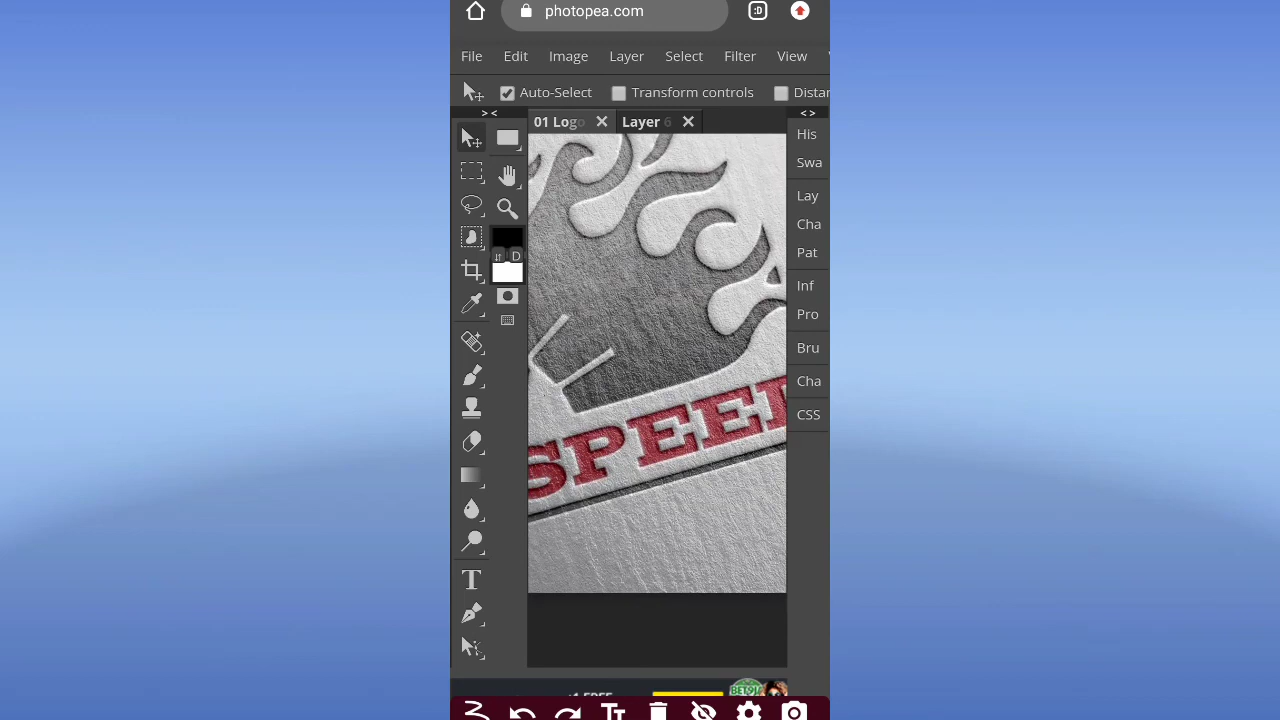 :D
photopea.com
File Edit Image Layer Select Filter View
Auto-Select Transform controls Distan
> < < >
01 Logo Layer 6
His
Swa
Lay
Cha
Pat
Inf
Pro
Bru
Cha
CSS
D
SPEED
T